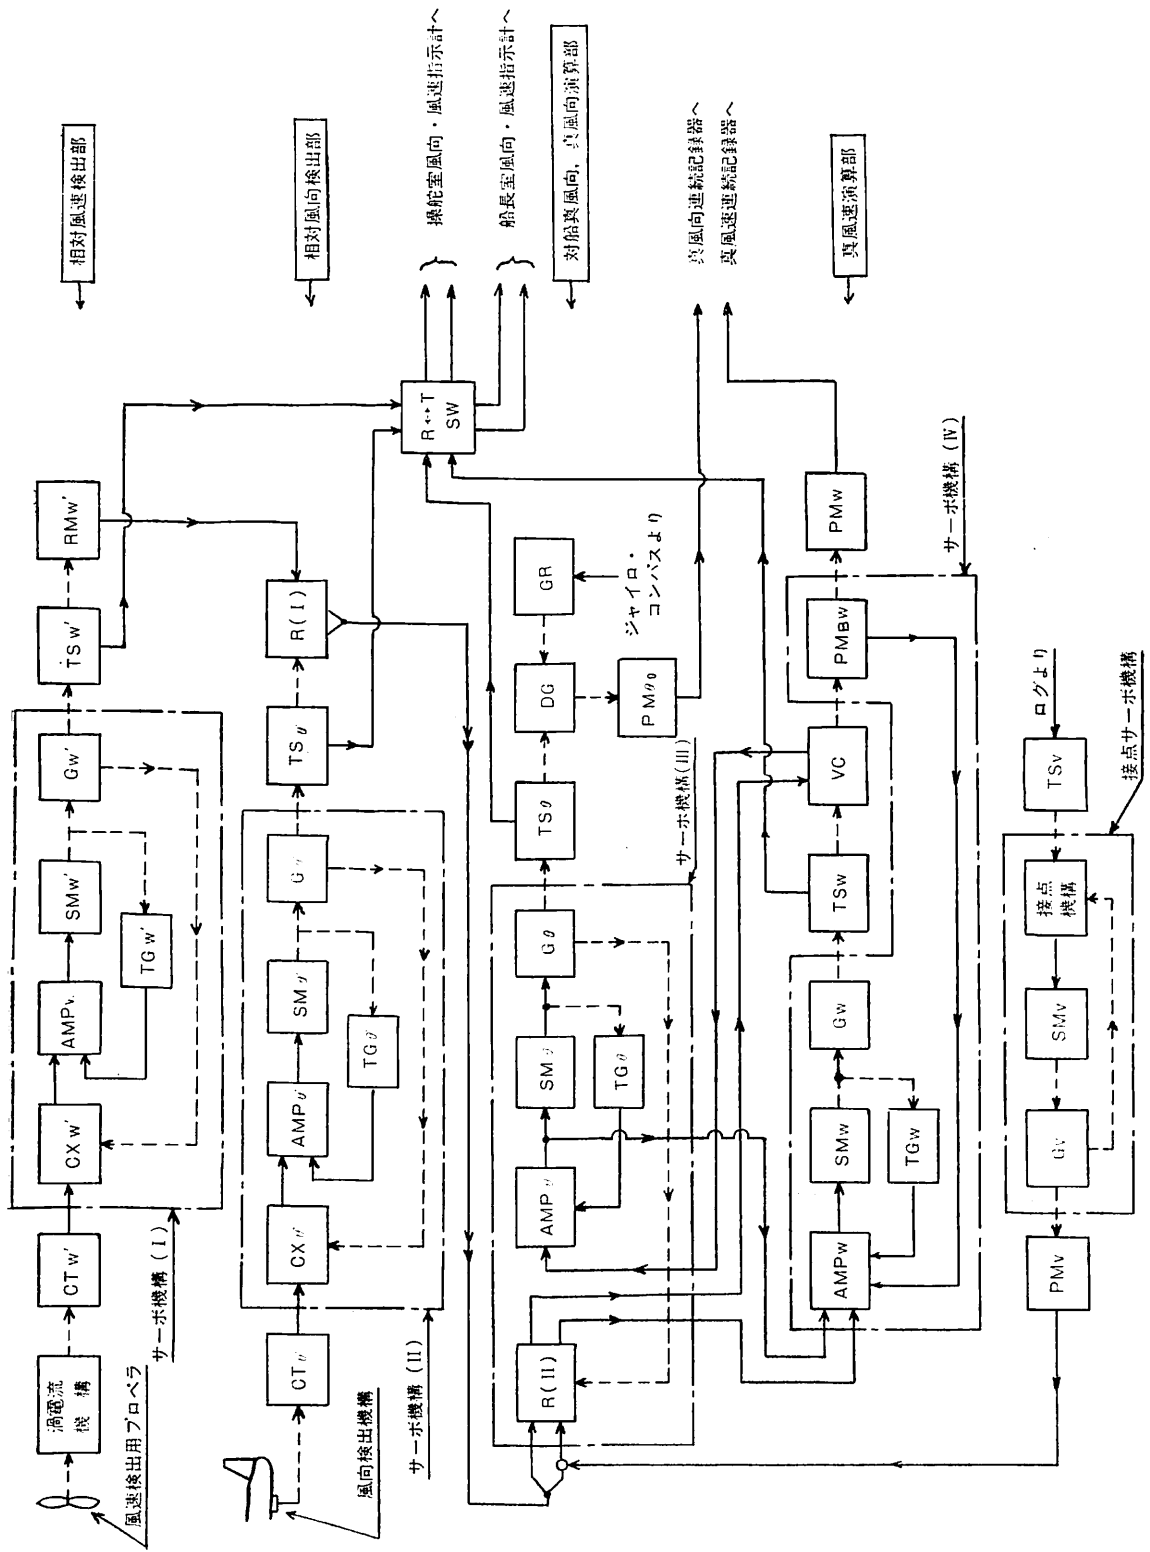 風速検出用プロペラ
渦電流
機 構
CTw'
サーボ機構 (I)
CXw'
AMPv.
SMw'
TGw'
Gw'
TSw'
RMw'
相対風速検出部
風向検出機構
CTθ'
サーボ機構 (II)
CXθ'
AMPθ'
SMθ'
TGθ'
Gθ'
TSθ'
R(I)
相対風向検出部
R↔T
SW
操舵室風向・風速指示計へ
船長室風向・風速指示計へ
対船真風向, 真風向演算部
R(II)
AMPθ
SMθ
TGθ
Gθ
サーボ機構(III)
TSθ
DG
GR
PMθ0
ジャイロ・
コンパスより
真風向連続記録器へ
真風速連続記録器へ
AMPw
SMw
TGw
Gw
TSw
VC
PMBw
PMw
サーボ機構 (IV)
真風速演算部
PMv
Gv
SMv
接点
機構
TSv
ログより
接点サーボ機構